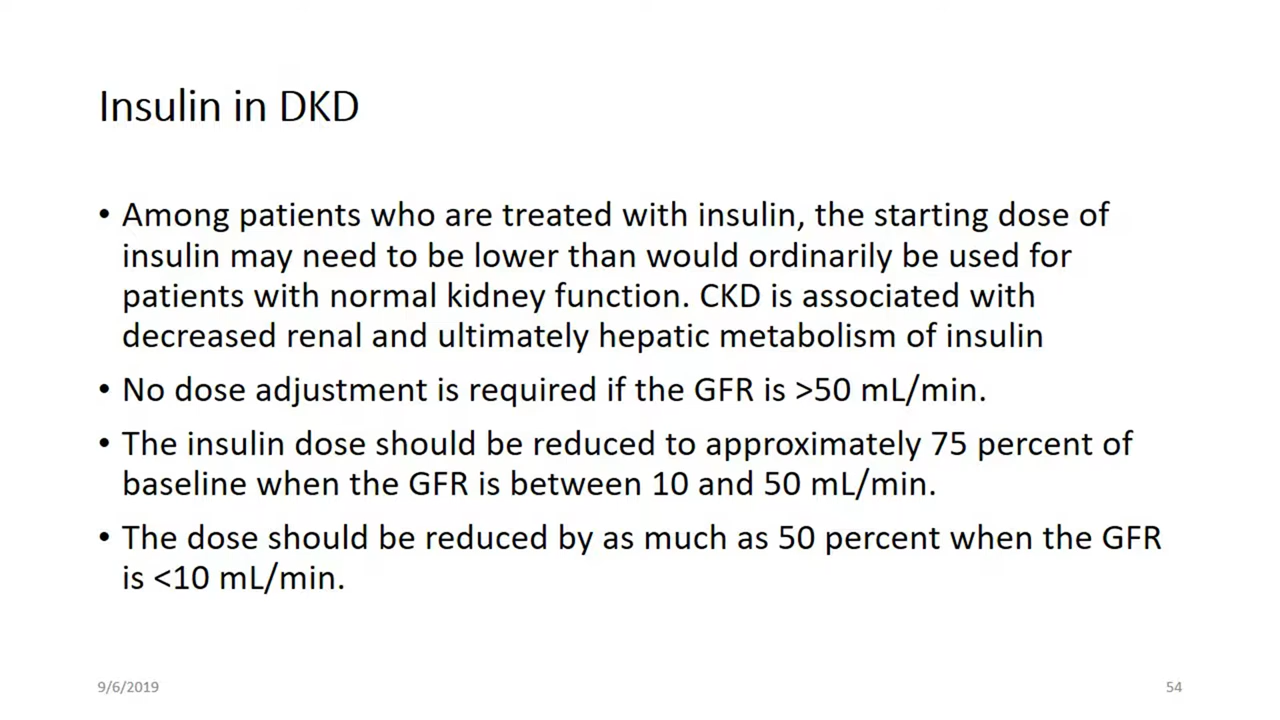 Insulin in DKD
• Among patients who are treated with insulin, the starting dose of
insulin may need to be lower than would ordinarily be used for
patients with normal kidney function. CKD is associated with
decreased renal and ultimately hepatic metabolism of insulin
• No dose adjustment is required if the GFR is >50 mL/min.
• The insulin dose should be reduced to approximately 75 percent of
baseline when the GFR is between 10 and 50 mL/min.
• The dose should be reduced by as much as 50 percent when the GFR
is <10 mL/min.
9/6/2019
54